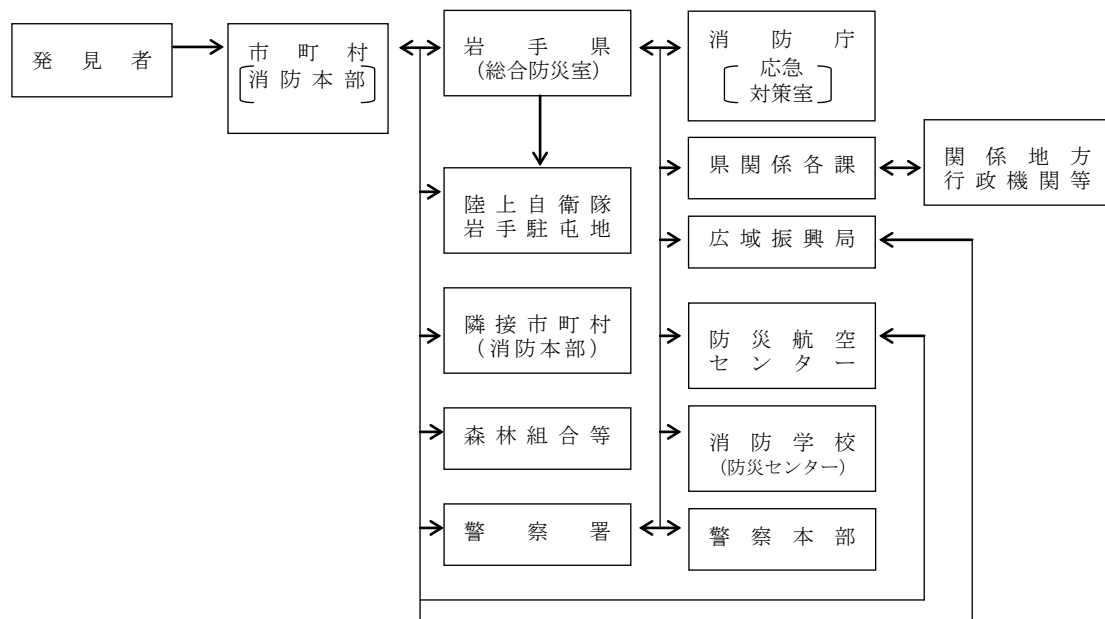 発見者
市町村
消防本部
岩手県
(総合防災室)
消防庁
応急
対策室
陸上自衛隊
岩手駐屯地
県関係各課
関係地方
行政機関等
広域振興局
隣接市町村
(消防本部)
防災航空
センター
森林組合等
消防学校
(防災センター)
警察署
警察本部